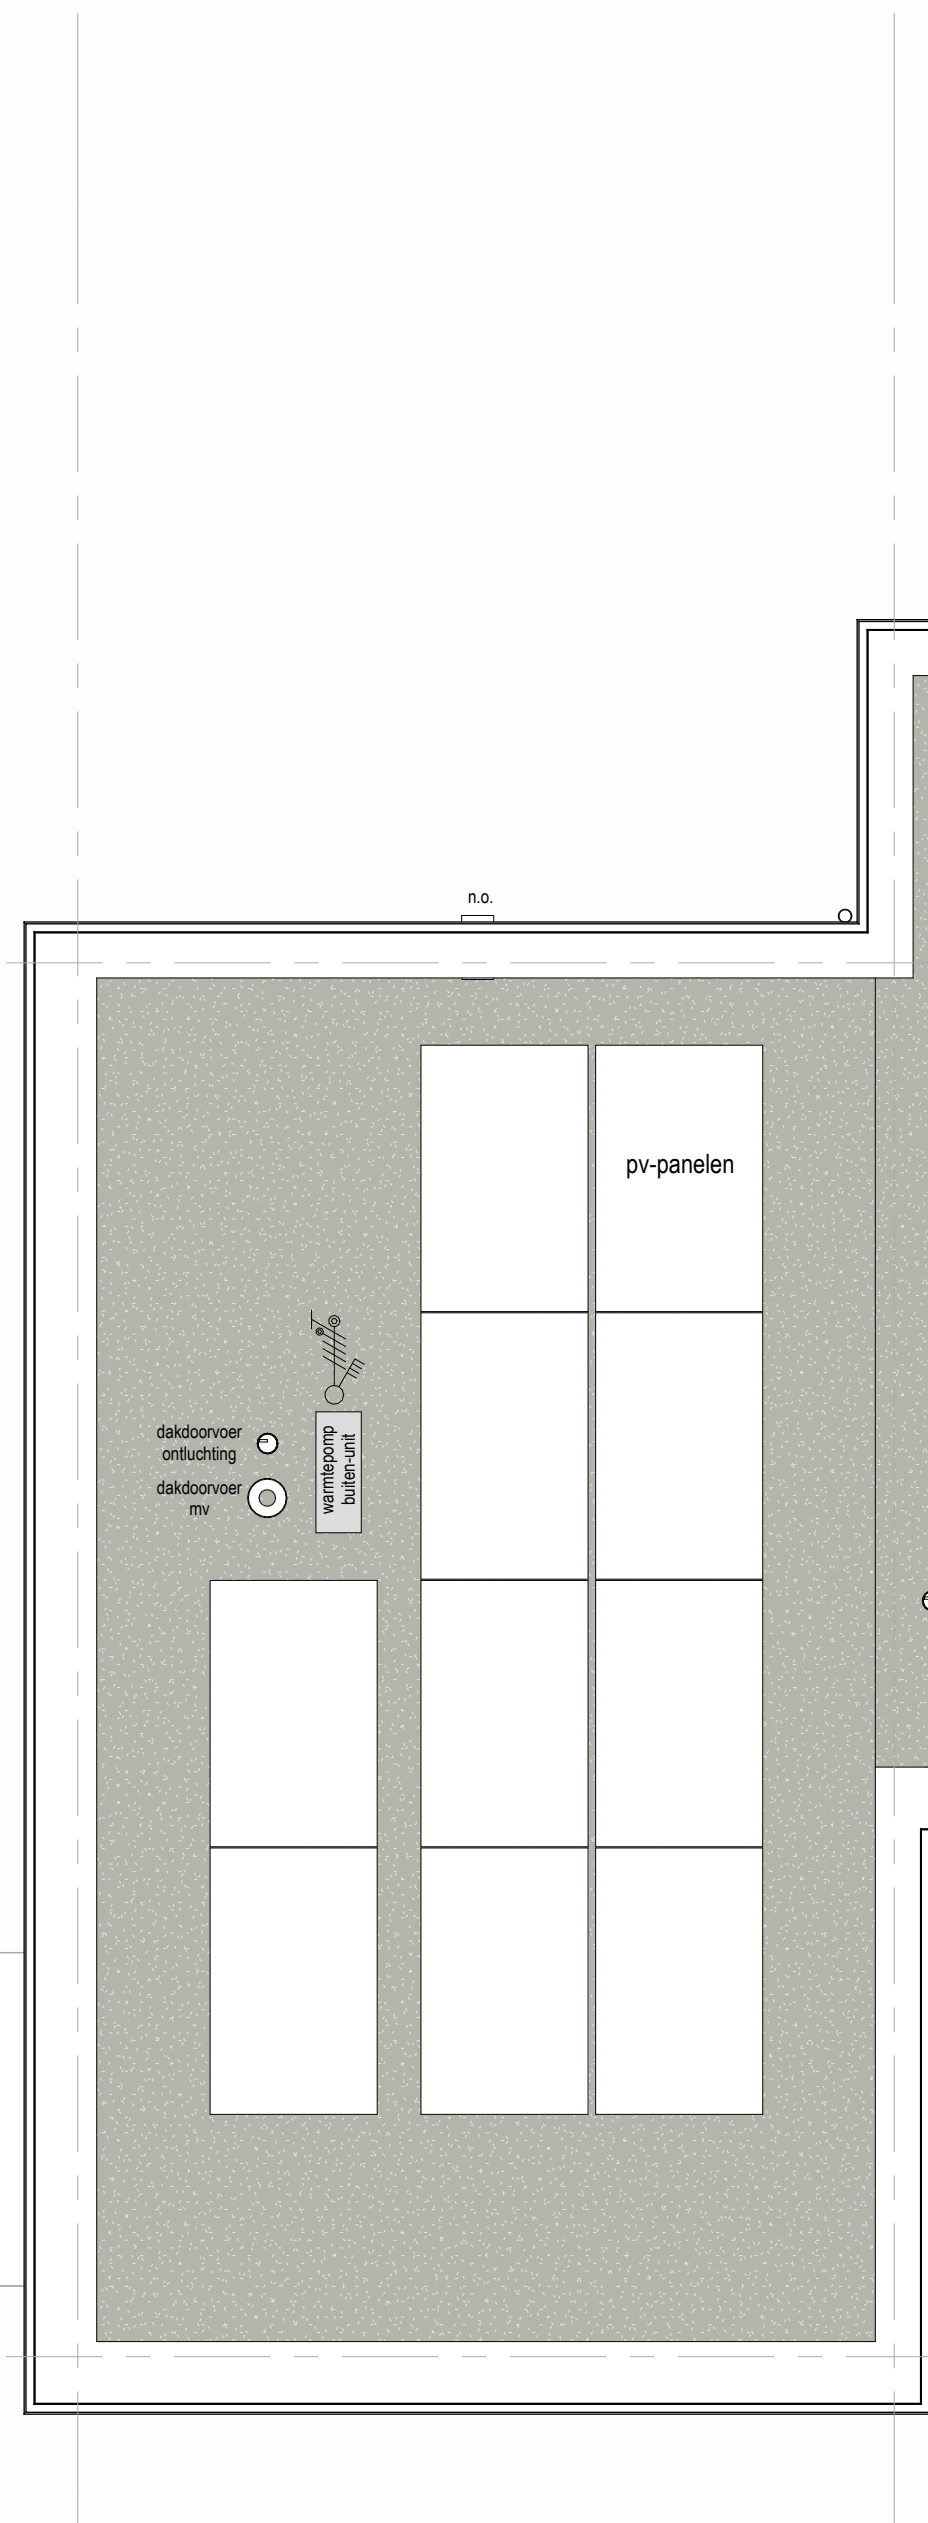 n.o.
pv-panelen
dakdoorvoer
ontluchting
dakdoorvoer
mv
warmtepomp
buiten-unit